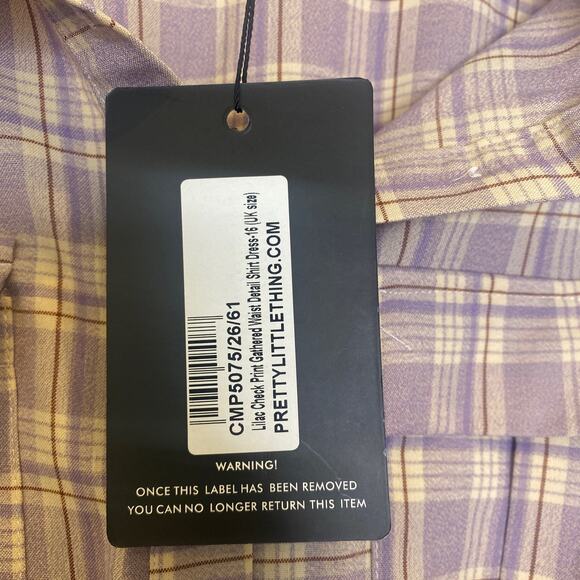 CMP5075/26/61
Lilac Check Print Gathered Waist Detail Shirt Dress-16 (UK size)
PRETTYLITTLETHING.COM
WARNING!
ONCE THIS LABEL HAS BEEN REMOVED
YOU CAN NO LONGER RETURN THIS ITEM